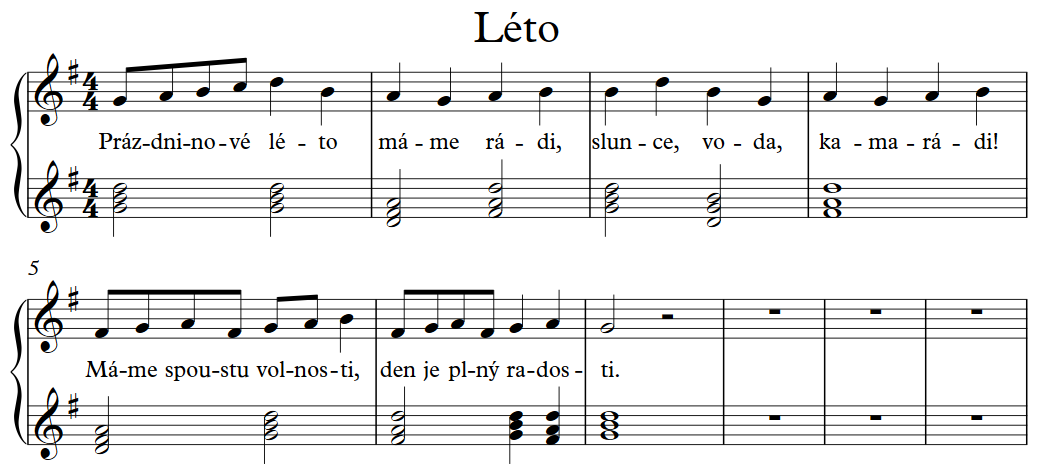 Léto
Práz-dni-no-vé lé-to má-me rá-di, slun-ce, vo-da, ka-ma-rá-di!
5
Má-me spou-stu vol-nos-ti, den je pl-ný ra-dos-ti.